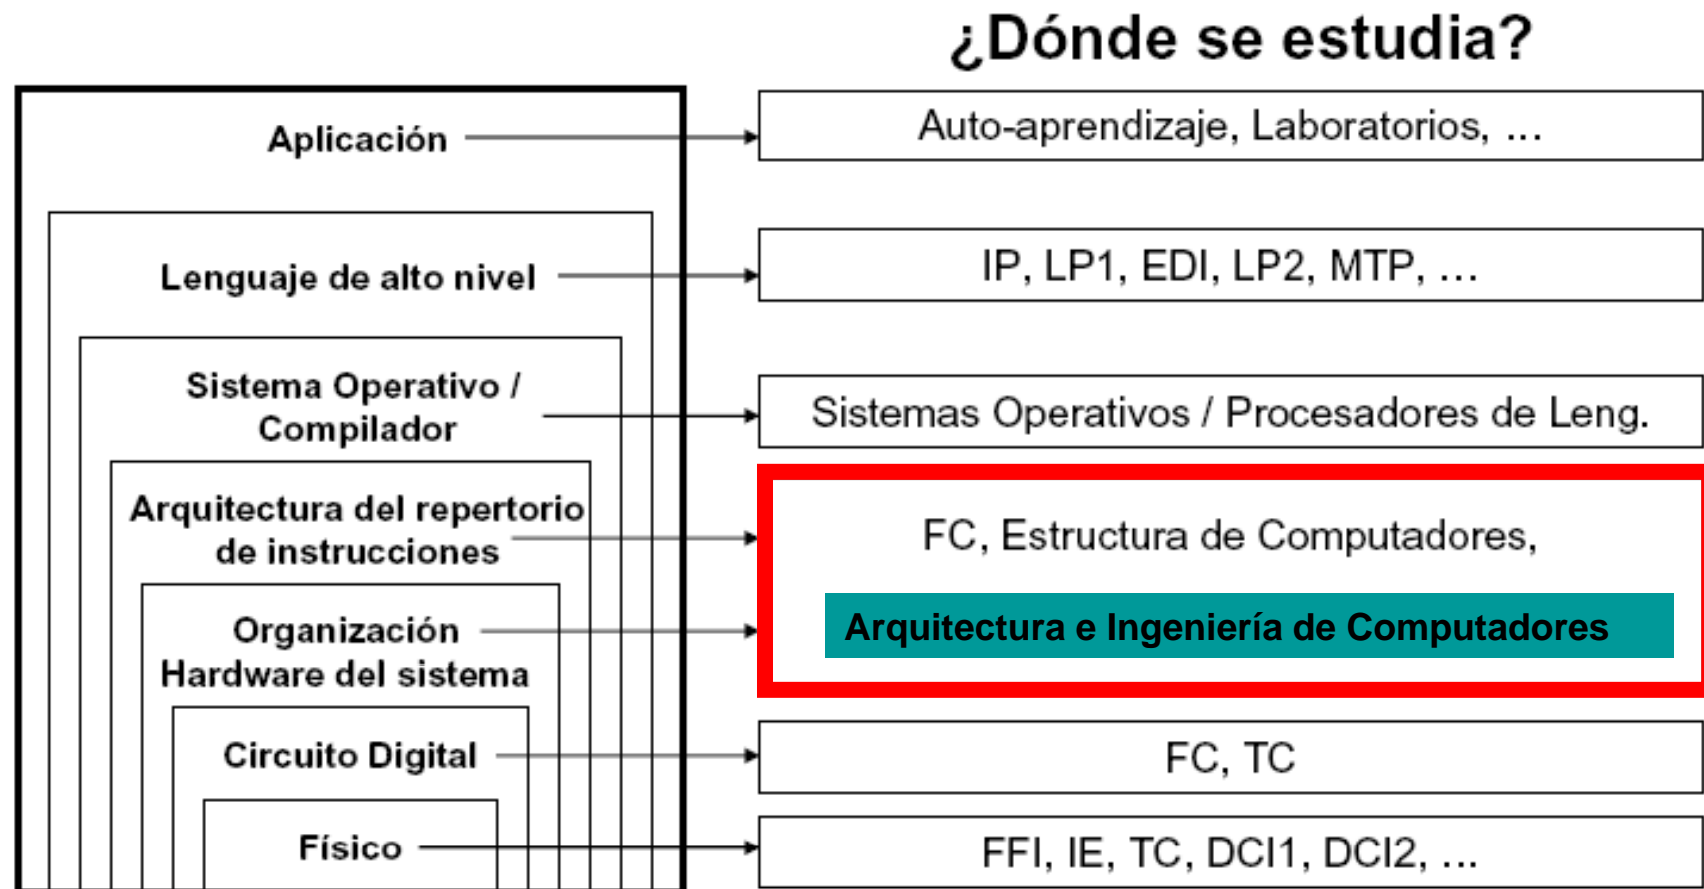 ¿Dónde se estudia?
Aplicación
Auto-aprendizaje, Laboratorios, ...
Lenguaje de alto nivel
IP, LP1, EDI, LP2, MTP, ...
Sistema Operativo /
Compilador
Sistemas Operativos / Procesadores de Leng.
Arquitectura del repertorio
de instrucciones
FC, Estructura de Computadores,
Organización
Hardware del sistema
Arquitectura e Ingeniería de Computadores
Circuito Digital
FC, TC
Físico
FFI, IE, TC, DCI1, DCI2, ...